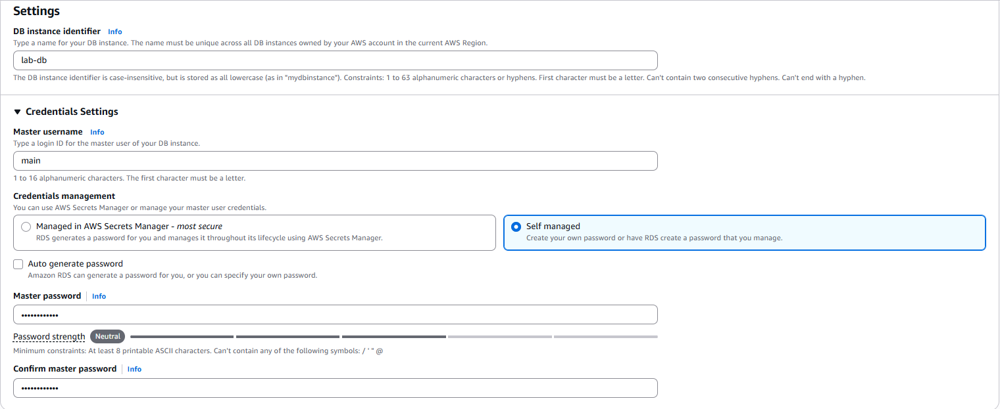 Settings
DB instance identifier Info
Type a name for your DB instance. The name must be unique across all DB instances owned by your AWS account in the current AWS Region.
lab-db
The DB instance identifier is case-insensitive, but is stored as all lowercase (as in "mydbinstance"). Constraints: 1 to 63 alphanumeric characters or hyphens. First character must be a letter. Can't contain two consecutive hyphens. Can't end with a hyphen.
Credentials Settings
Master username Info
Type a login ID for the master user of your DB instance.
main
1 to 16 alphanumeric characters. The first character must be a letter.
Credentials management
You can use AWS Secrets Manager or manage your master user credentials.
Managed in AWS Secrets Manager - most secure
RDS generates a password for you and manages it throughout its lifecycle using AWS Secrets Manager.
Self managed
Create your own password or have RDS create a password that you manage.
Auto generate password
Amazon RDS can generate a password for you, or you can specify your own password.
Master password Info
••••••••••••
Password strength Neutral
Minimum constraints: At least 8 printable ASCII characters. Can't contain any of the following symbols: / ' " @
Confirm master password Info
••••••••••••